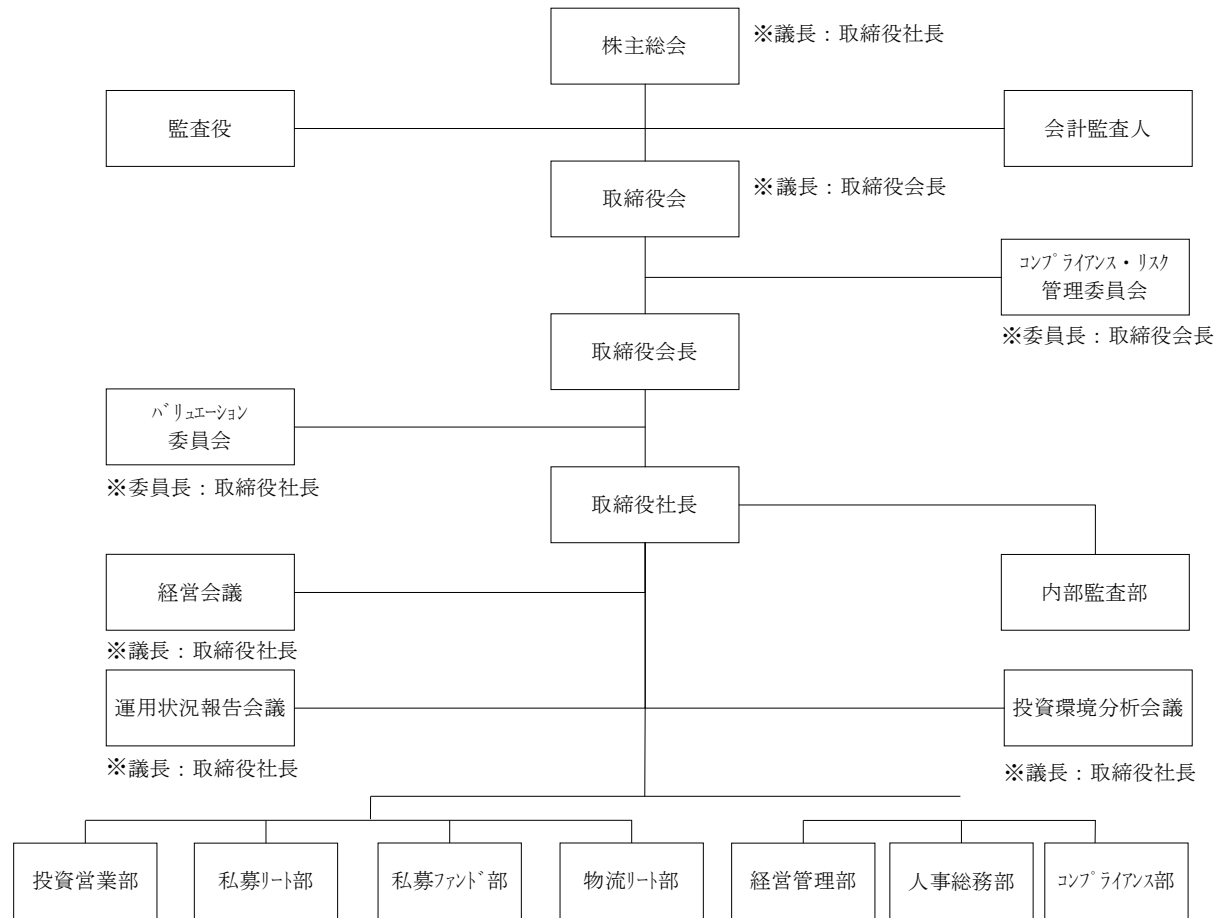 株主総会
※議長：取締役社長
監査役
会計監査人
取締役会
※議長：取締役会長
ｺﾝﾌﾟﾗｲｱﾝｽ・ﾘｽｸ
管理委員会
※委員長：取締役会長
取締役会長
ﾊﾞﾘｭｴｰｼｮﾝ
委員会
※委員長：取締役社長
取締役社長
経営会議
※議長：取締役社長
内部監査部
運用状況報告会議
※議長：取締役社長
投資環境分析会議
※議長：取締役社長
投資営業部
私募ﾘｰﾄ部
私募ﾌｧﾝﾄﾞ部
物流ﾘｰﾄ部
経営管理部
人事総務部
ｺﾝﾌﾟﾗｲｱﾝｽ部